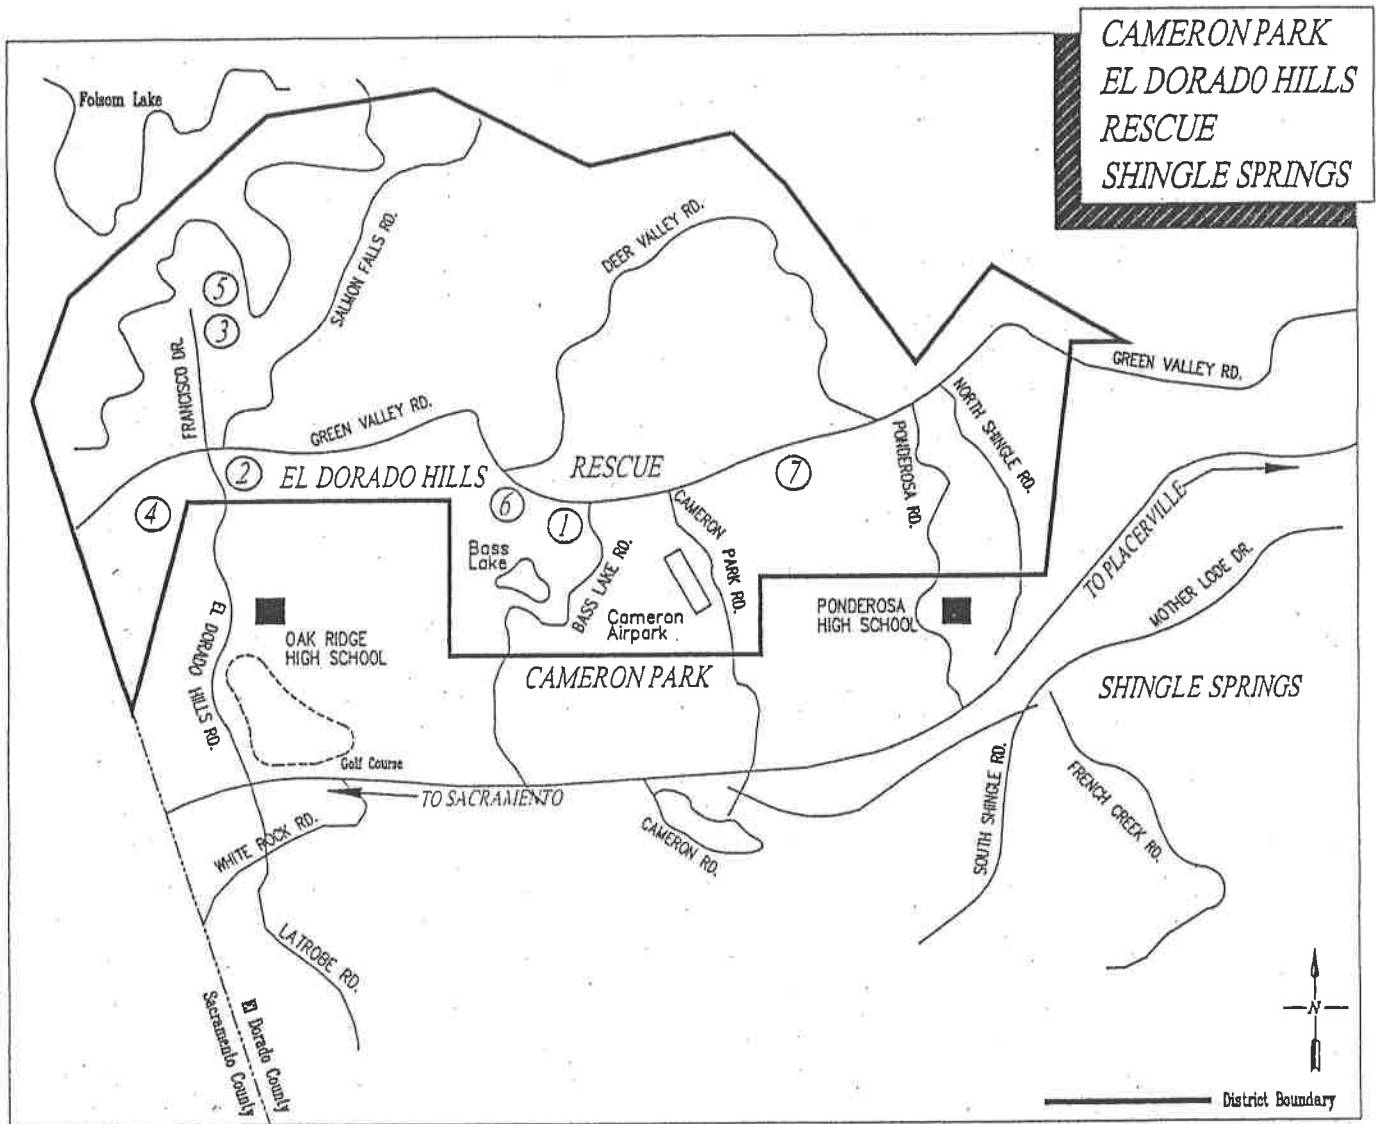 CAMERON PARK
EL DORADO HILLS
RESCUE
SHINGLE SPRINGS
Folsom Lake
SALMON FALLS RD.
DEER VALLEY RD.
5
3
FRANCISCO DR.
GREEN VALLEY RD.
GREEN VALLEY RD.
NORTH SHINGLE RD.
PONDEROSA RD.
2
EL DORADO HILLS
RESCUE
7
4
6
1
CAMERON PARK RD.
TO PLACERVILLE
Bass
Lake
BASS LAKE RD.
Cameron
Airpark
MOTHER LODE DR.
EL DORADO HILLS RD.
OAK RIDGE
HIGH SCHOOL
PONDEROSA
HIGH SCHOOL
CAMERON PARK
SHINGLE SPRINGS
Golf Course
TO SACRAMENTO
WHITE ROCK RD.
CAMERON RD.
SOUTH SHINGLE RD.
FRENCH CREEK RD.
LATROBE RD.
El Dorado County
Sacramento County
N
District Boundary